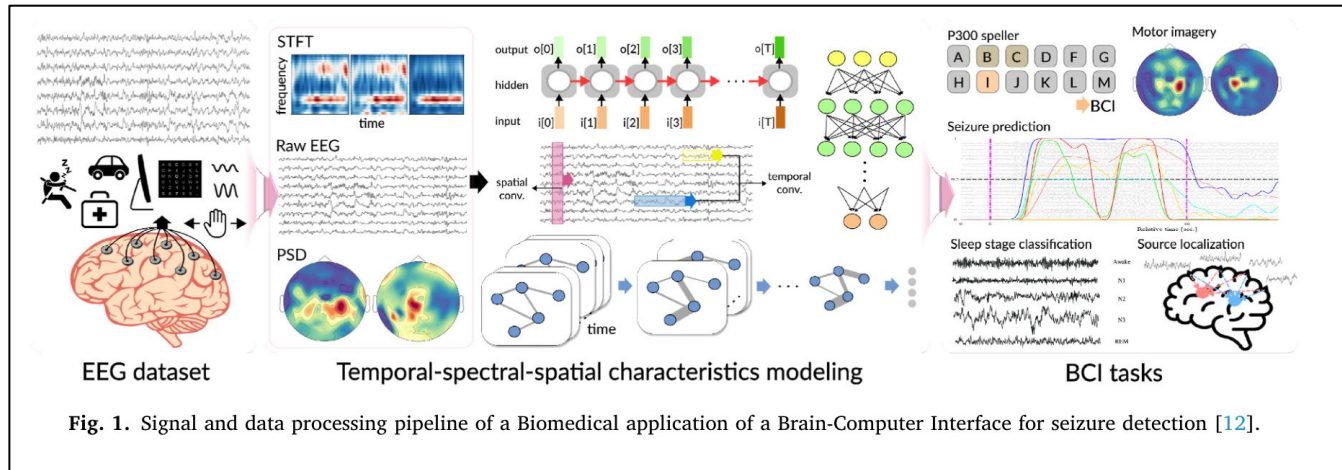 STFT
frequency
time
Raw EEG
PSD
output o[0] o[1] o[2] o[3] o[T]
hidden
input i[0] i[1] i[2] i[3] i[T]
spatial conv.
temporal conv.
time
P300 speller
A B C D F G
H I J K L M
BCI
Motor imagery
Seizure prediction
Relative time [sec.]
Sleep stage classification
Awake
N1
N2
N3
REM
Source localization
EEG dataset
Temporal-spectral-spatial characteristics modeling
BCI tasks
Fig. 1. Signal and data processing pipeline of a Biomedical application of a Brain-Computer Interface for seizure detection [12].